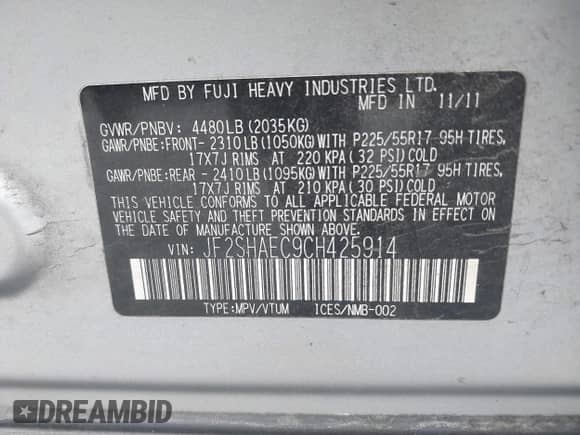 MFD BY FUJI HEAVY INDUSTRIES LTD.
MFD IN 11/11
GVWR/PNBV: 4480LB(2035KG)
GAWR/PNBE:FRONT- 2310LB(1050KG)WITH P225/55R17 95H TIRES,
17X7J RIMS AT 220 KPA(32 PSI)COLD
GAWR/PNBE:REAR - 2410LB(1095KG)WITH P225/55R17 95H TIRES,
17X7J RIMS AT 210 KPA(30 PSI)COLD
THIS VEHICLE CONFORMS TO ALL APPLICABLE FEDERAL MOTOR
VEHICLE SAFETY AND THEFT PREVENTION STANDARDS IN EFFECT ON
THE DATE OF MANUFACTURE SHOWN ABOVE.
VIN: JF2SHAEC9CH425914
TYPE:MPV/VTUM ICES/NMB-002
DREAMBID